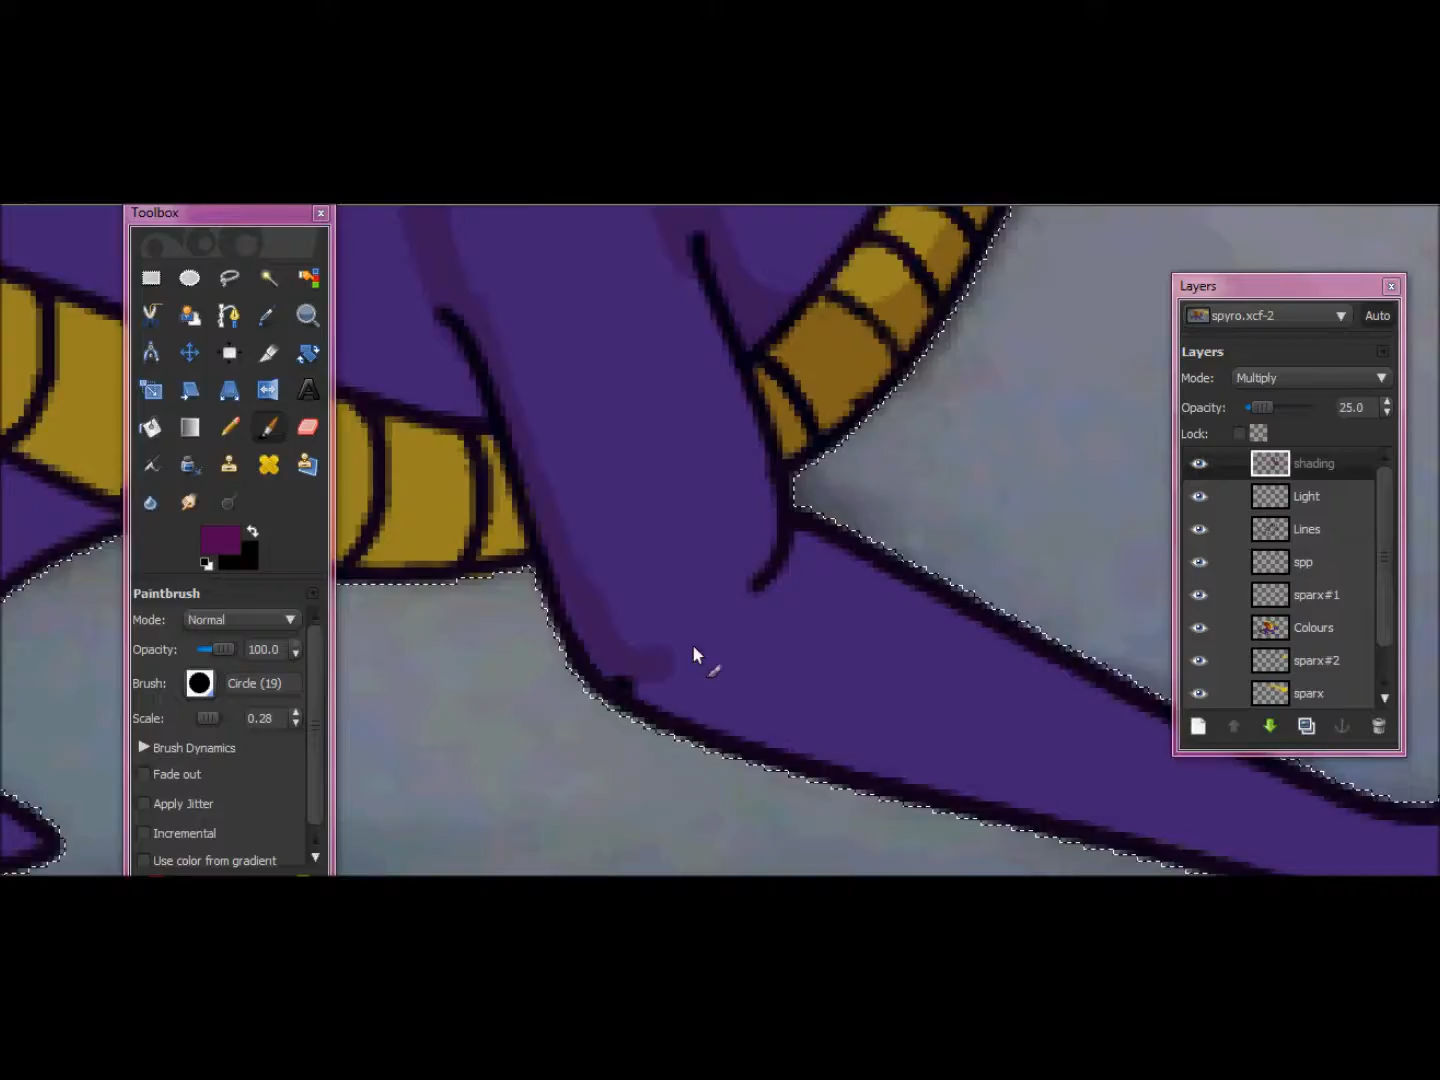 Toolbox
Paintbrush
Mode: Normal
Opacity: 100.0
Brush: Circle (19)
Scale: 0.28
Brush Dynamics
Fade out
Apply Jitter
Incremental
Use color from gradient
Layers
spyro.xcf-2 Auto
Layers
Mode: Multiply
Opacity: 25.0
Lock:
shading
Light
Lines
spp
sparx#1
Colours
sparx#2
sparx